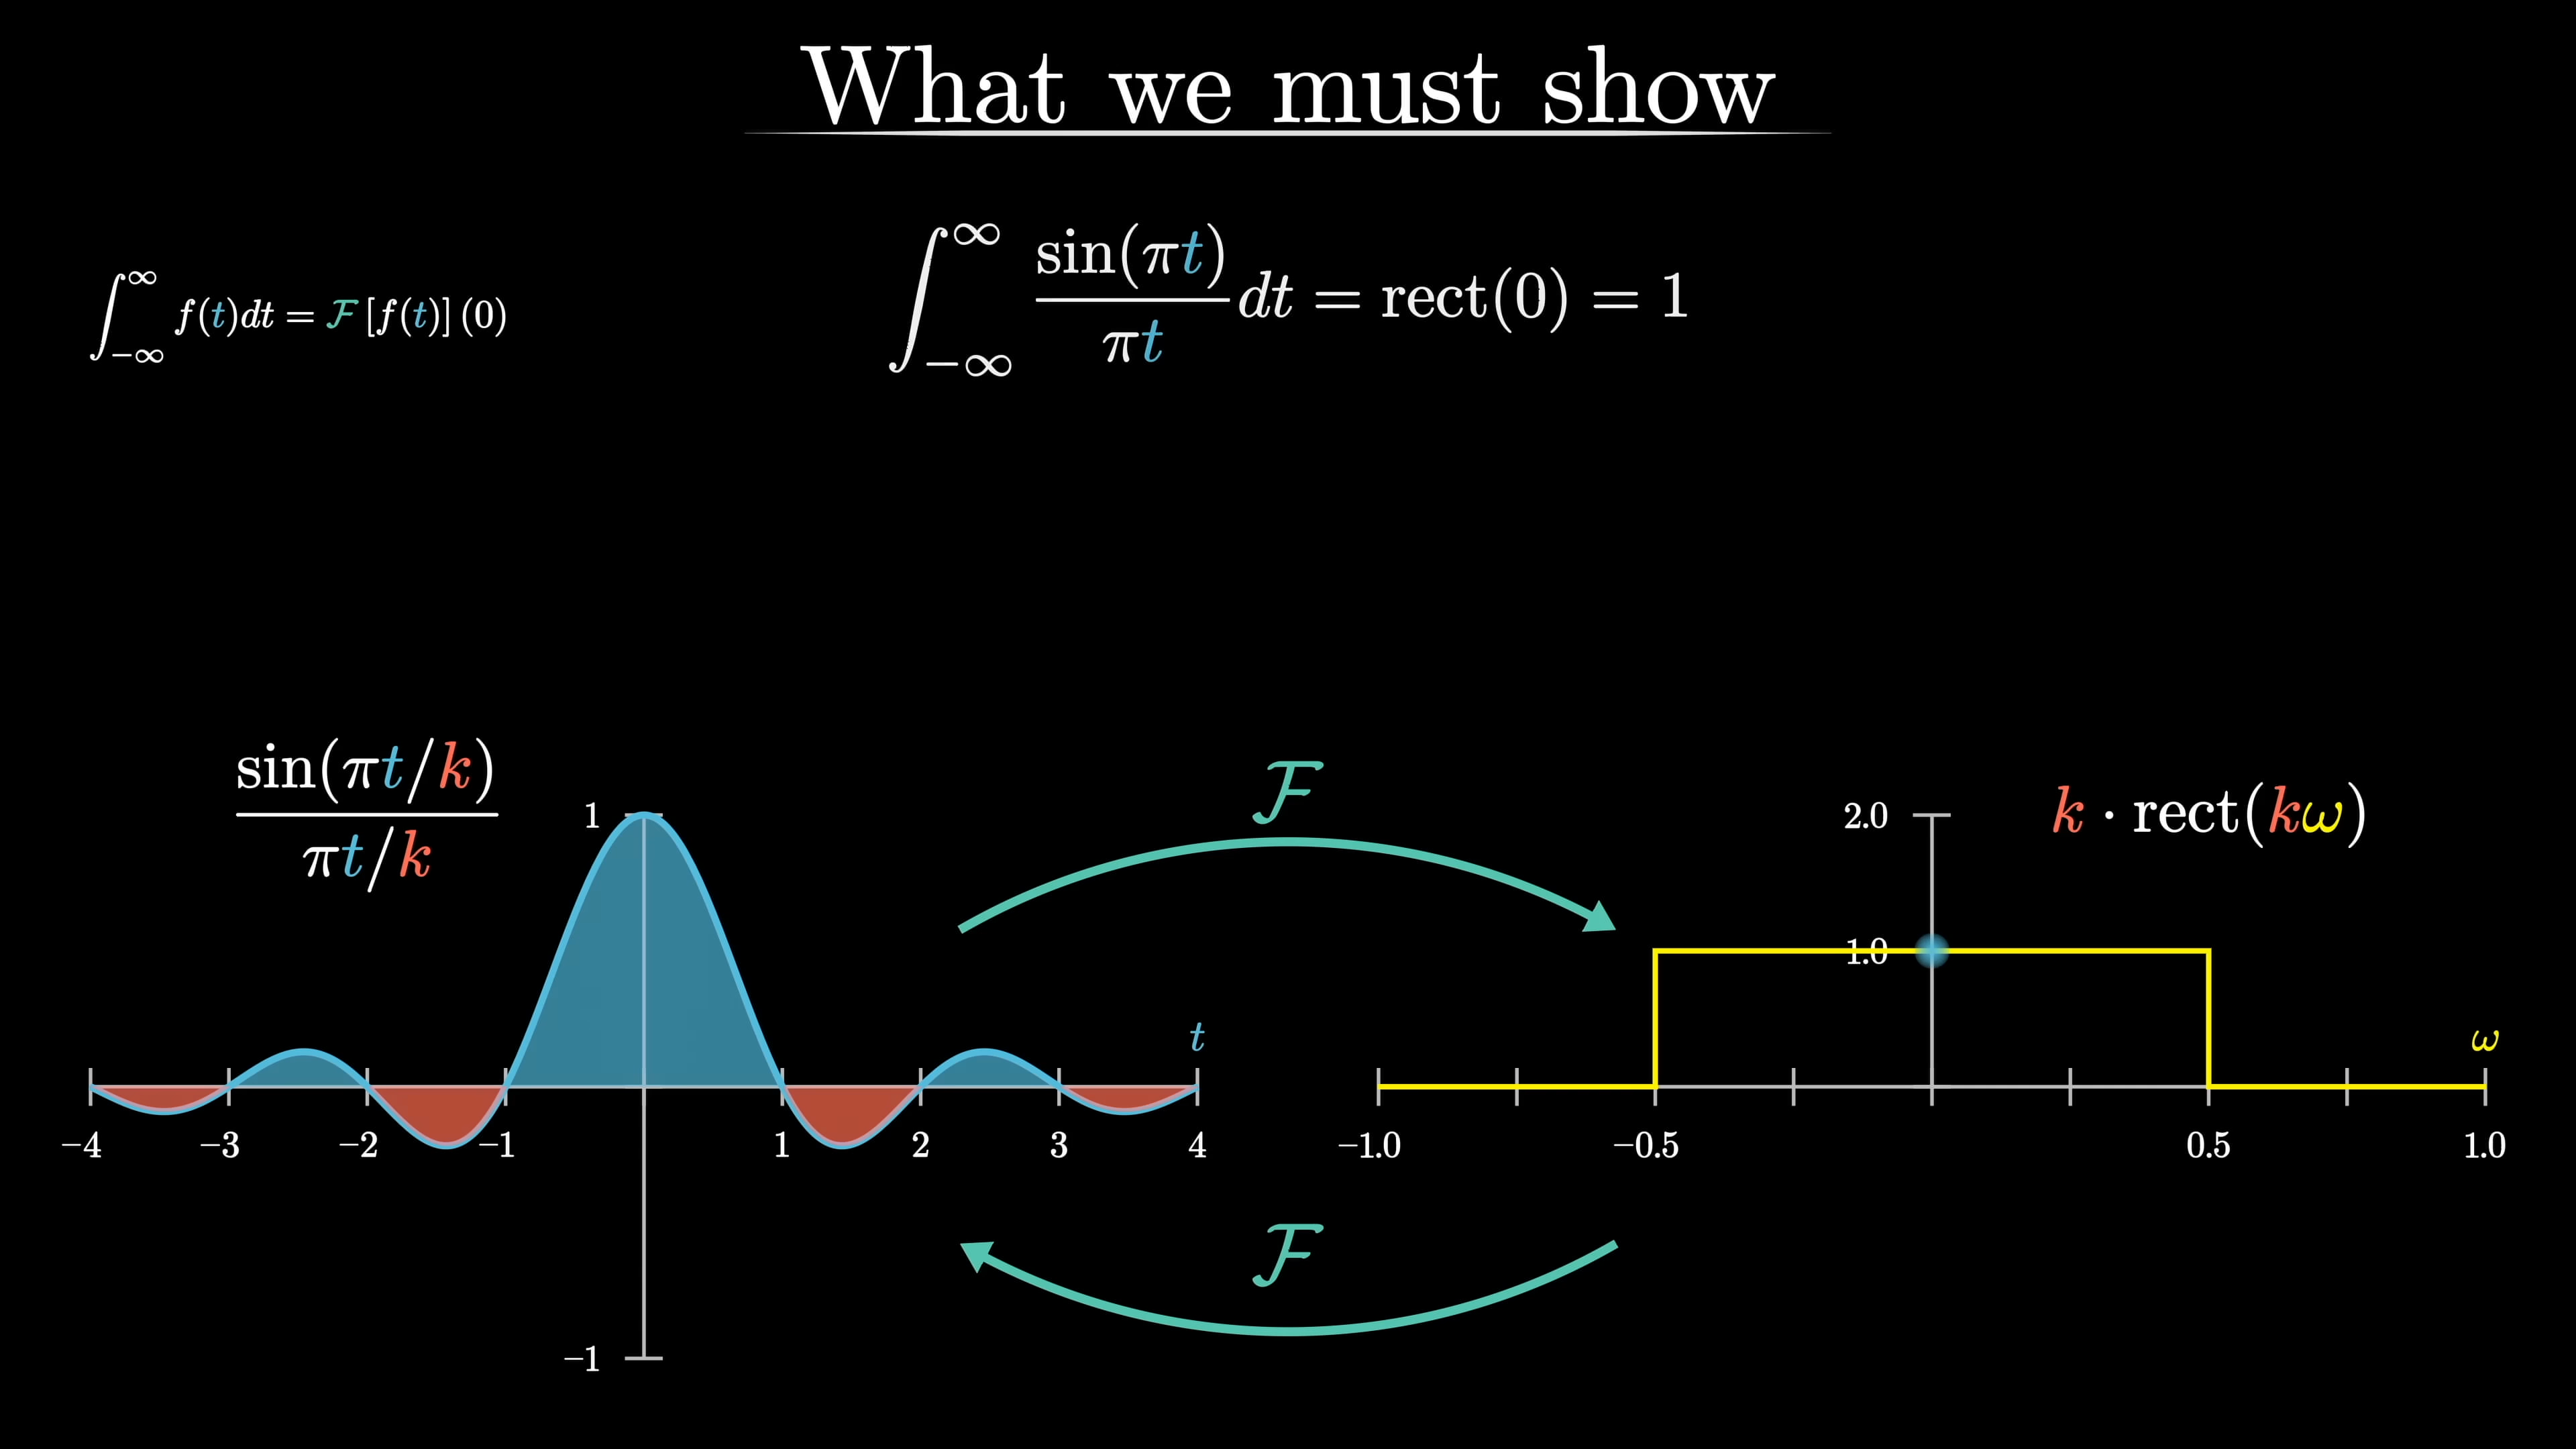 What we must show
∫_{-∞}^{∞} f(t)dt = ℱ [f(t)] (0)
∫_{-∞}^{∞} sin(πt)/πt dt = rect(0) = 1
sin(πt/k)
πt/k
1
ℱ
2.0
k · rect(kω)
1.0
t
ω
−4 −3 −2 −1 1 2 3 4
−1.0 −0.5 0.5 1.0
ℱ
−1